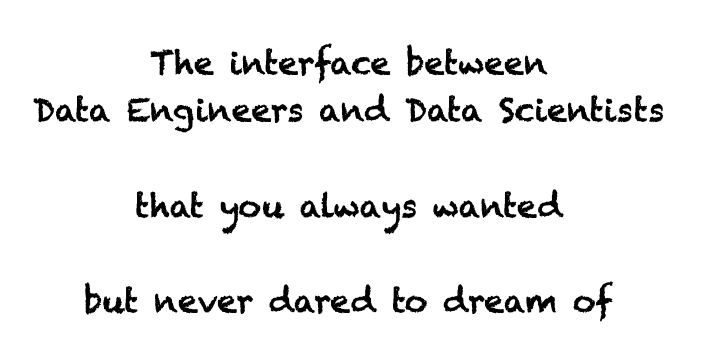 The interface between
Data Engineers and Data Scientists
that you always wanted
but never dared to dream of